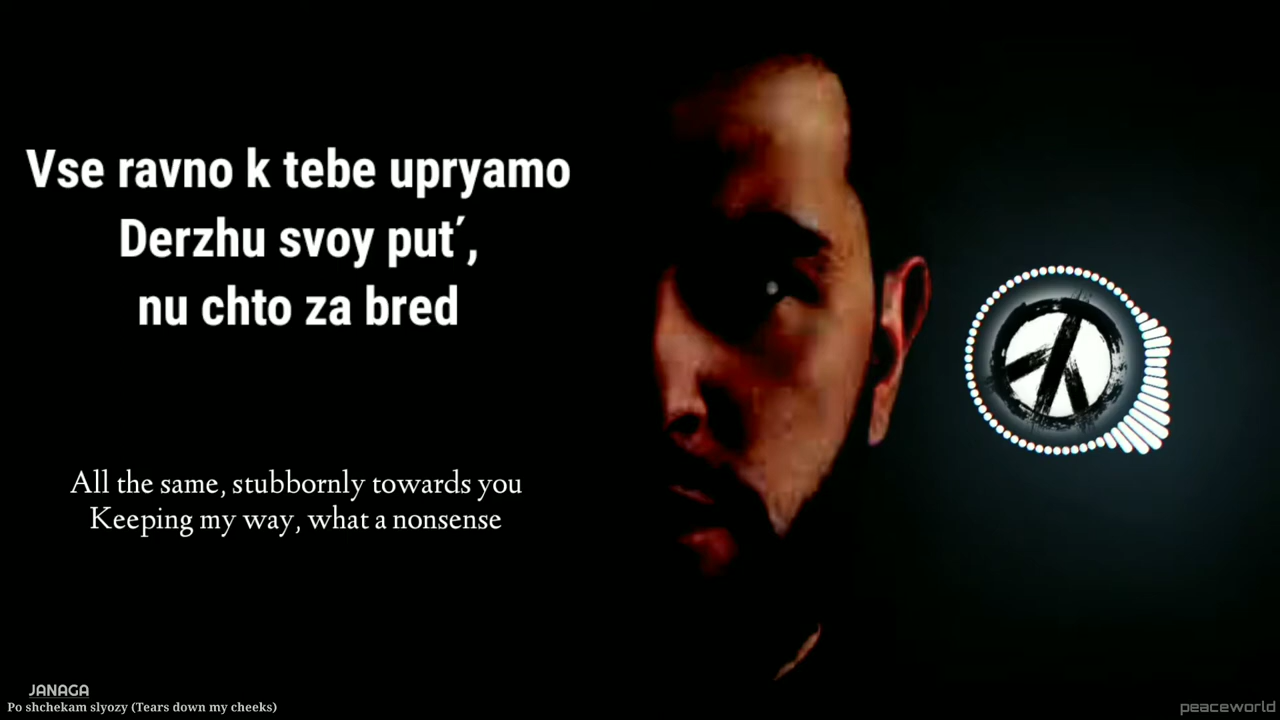 Vse ravno k tebe upryamo
Derzhu svoy put′,
nu chto za bred
All the same, stubbornly towards you
Keeping my way, what a nonsense
JANAGA
Po shchekam slyozy (Tears down my cheeks)
peaceworld